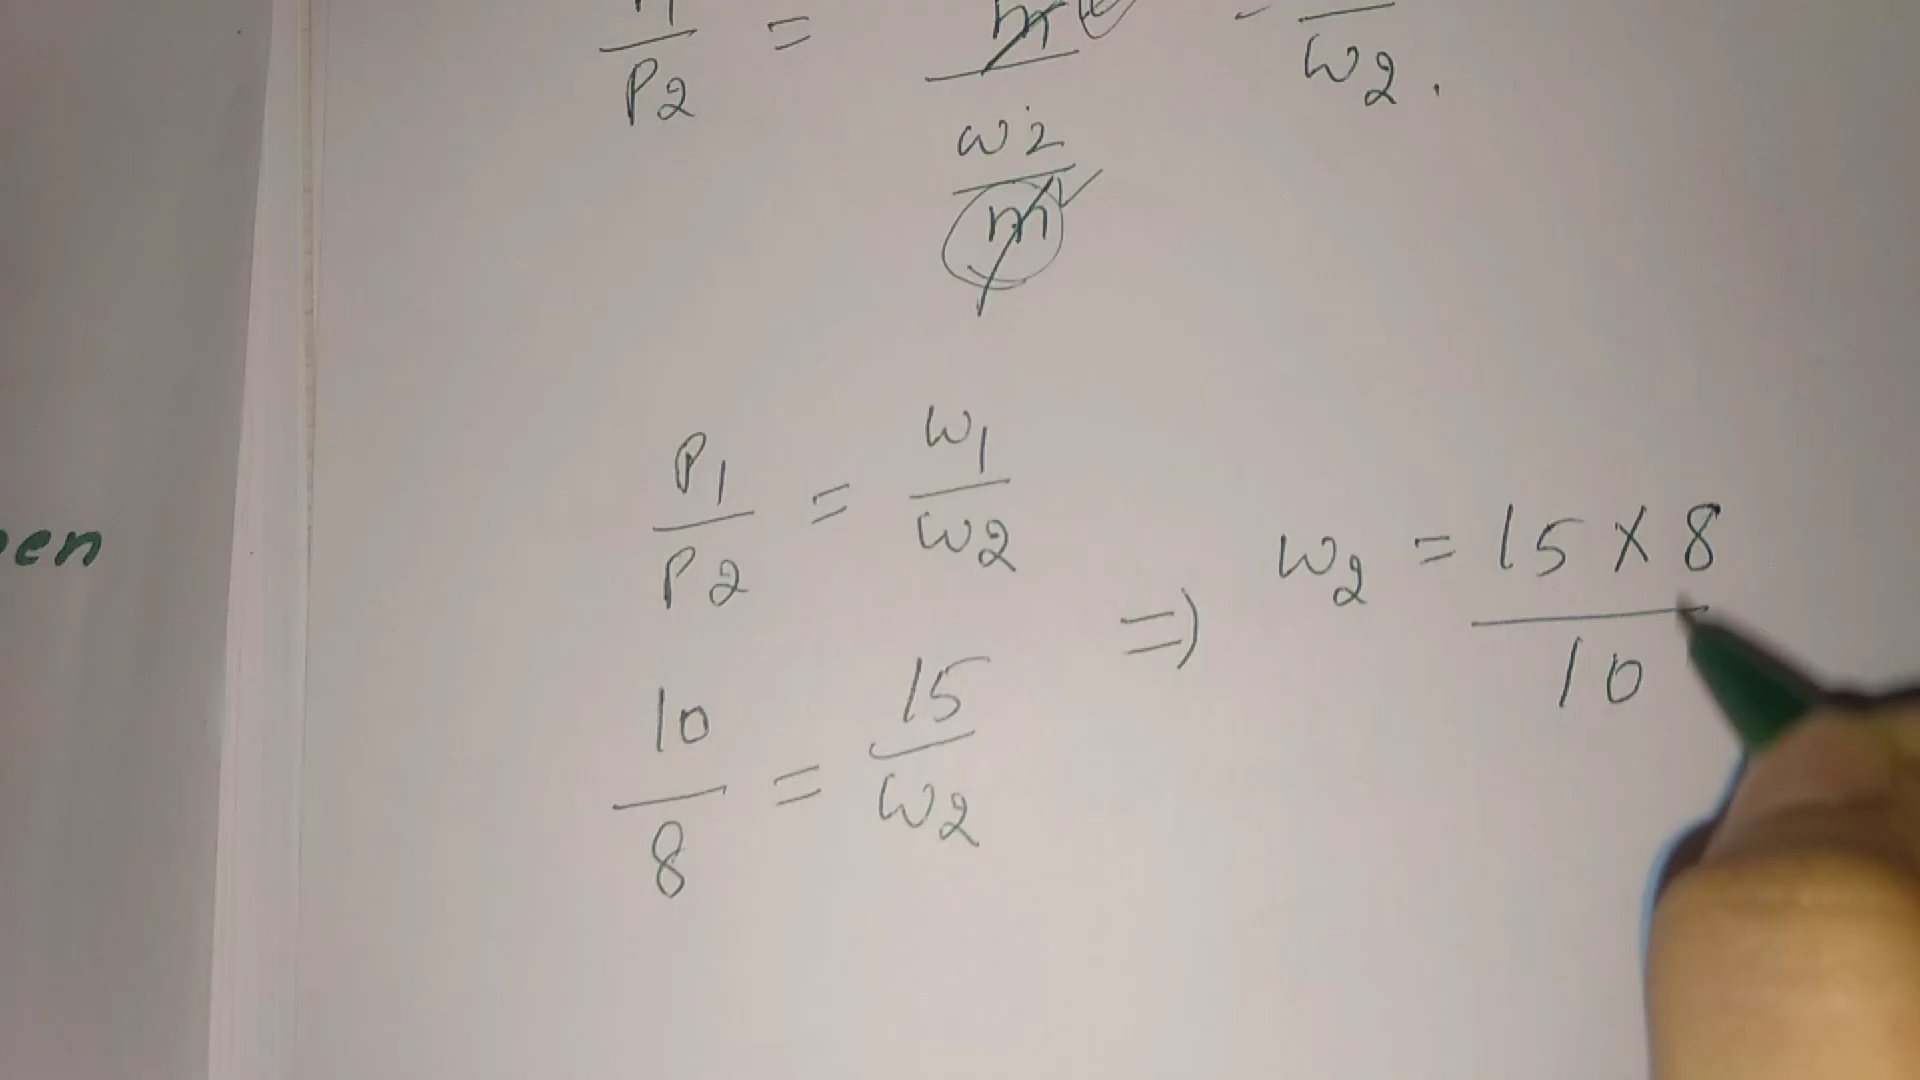 P2 = m = w2.
w2
m
P1/P2 = w1/w2
10/8 = 15/w2 => w2 = 15 x 8/10
en